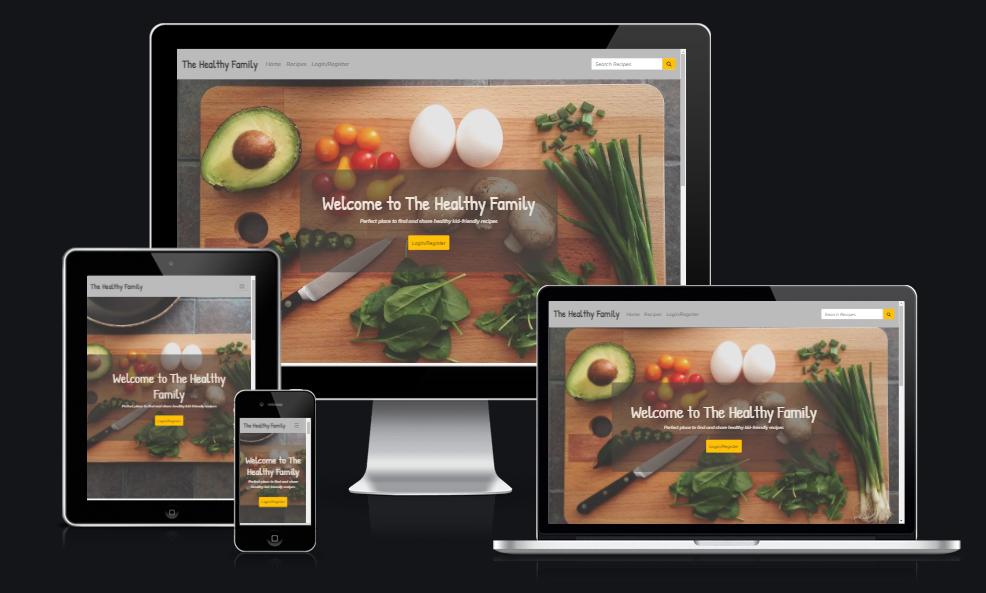 The Healthy Family Home Recipes Login/Register Search Recipes
Welcome to The Healthy Family
Perfect place to find and share healthy kid-friendly recipes
Login/Register
The Healthy Family
Welcome to The Healthy
Family
Perfect place to find and share healthy kid-friendly recipes
Login/Register
The Healthy Family
Welcome to The
Healthy Family
Perfect place to find and share
healthy kid-friendly recipes
Login/Register
The Healthy Family Home Recipes Login/Register Search Recipes
Welcome to The Healthy Family
Perfect place to find and share healthy kid-friendly recipes
Login/Register